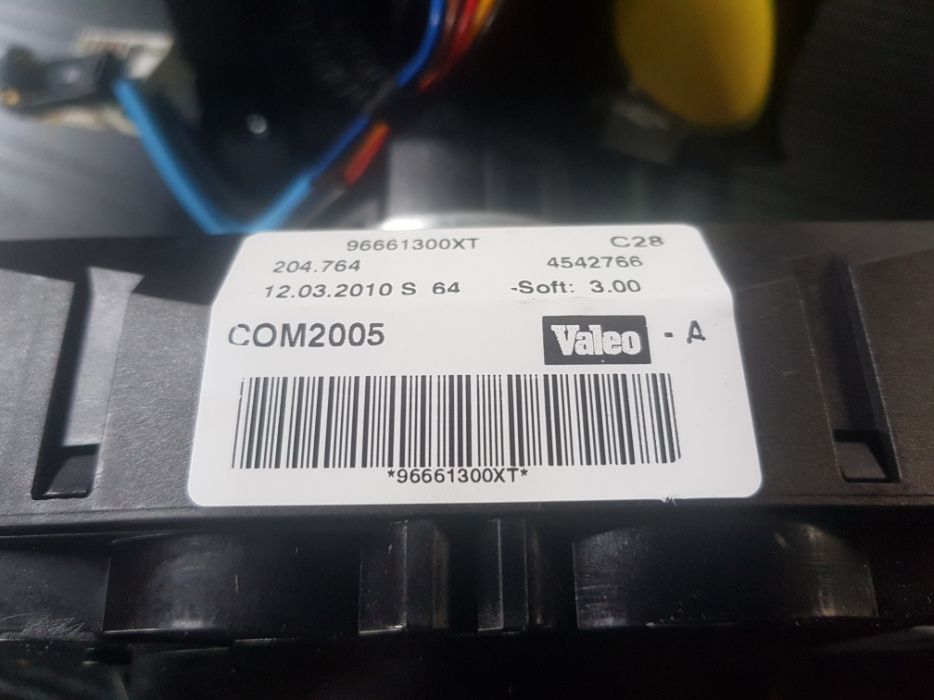 96661300XT C28
204.764 4542766
12.03.2010 S 64 -Soft: 3.00
COM2005 Valeo - A
*96661300XT*